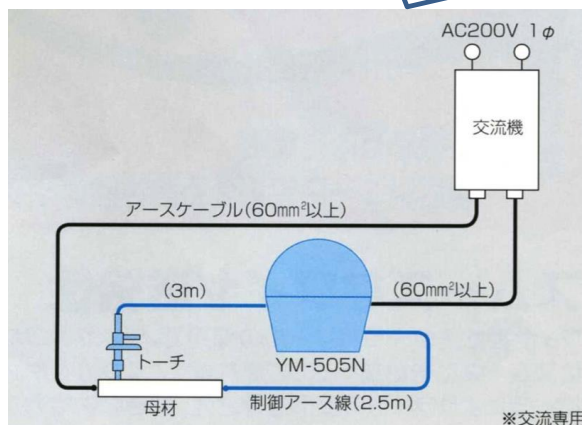 AC200V 1φ
交流機
アースケーブル(60mm²以上)
(3m)
(60mm²以上)
トーチ
YM-505N
母材
制御アース線(2.5m)
※交流専用